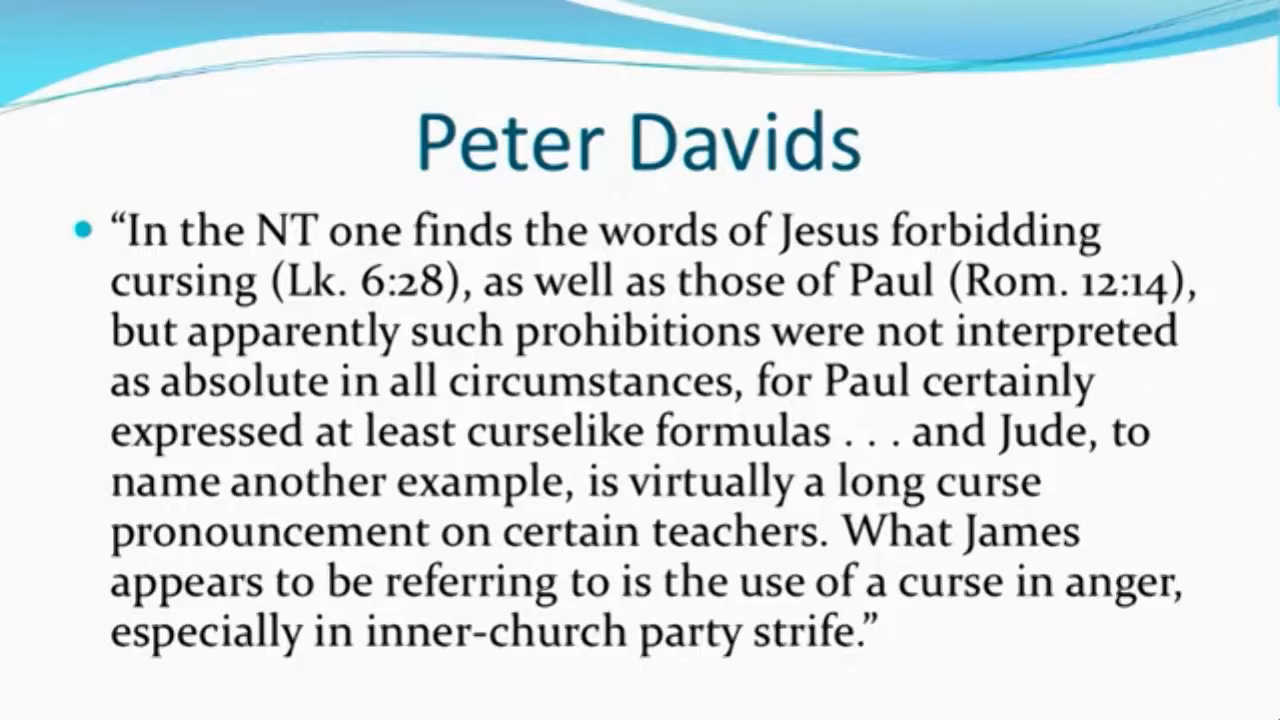 Peter Davids
• “In the NT one finds the words of Jesus forbidding
cursing (Lk. 6:28), as well as those of Paul (Rom. 12:14),
but apparently such prohibitions were not interpreted
as absolute in all circumstances, for Paul certainly
expressed at least curselike formulas . . . and Jude, to
name another example, is virtually a long curse
pronouncement on certain teachers. What James
appears to be referring to is the use of a curse in anger,
especially in inner-church party strife.”